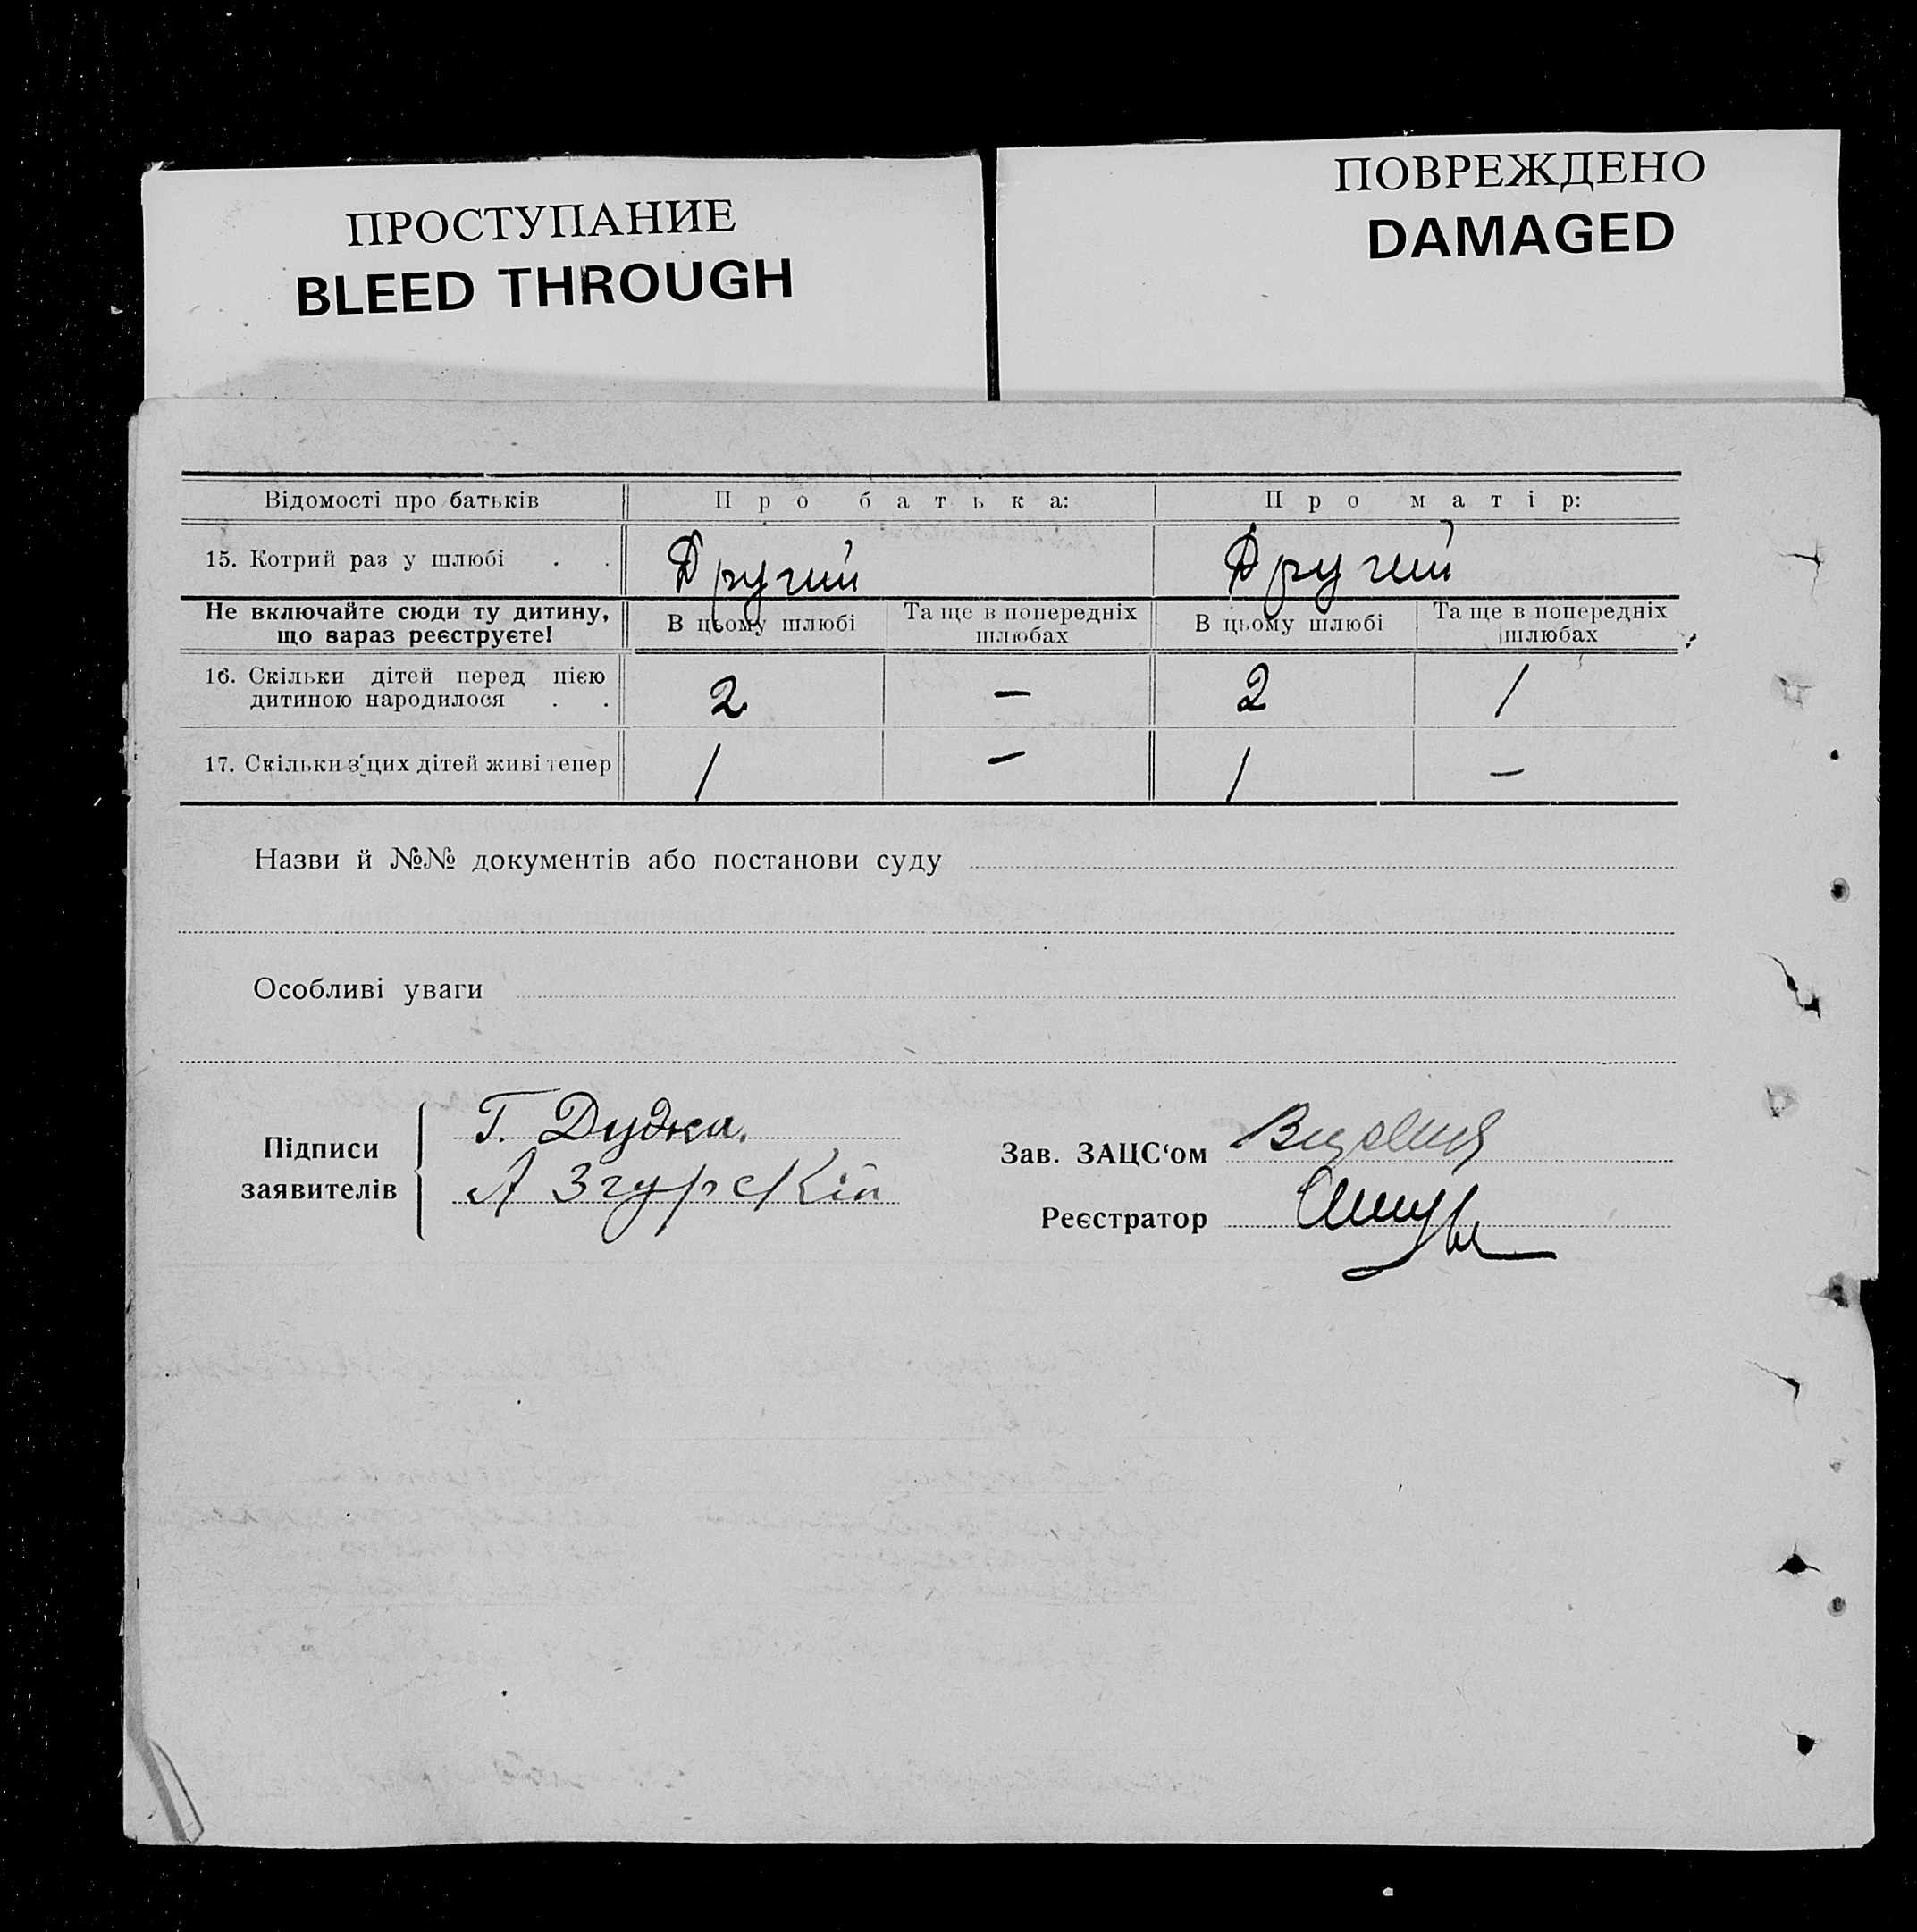 ПРОСТУПАНИЕ
BLEED THROUGH
ПОВРЕЖДЕНО
DAMAGED
Відомості про батьків Про батька: Про матір:
15. Котрий раз у шлюбі . . Другий Другий
Не включайте сюди ту дитину, що зараз реєструєте! В цьому шлюбі Та ще в попередніх шлюбах В цьому шлюбі Та ще в попередніх шлюбах
16. Скільки дітей перед цією дитиною народилося . . 2 — 2 1
17. Скільки з цих дітей живі тепер 1 — 1 —
Назви й №№ документів або постанови суду
Особливі уваги
Підписи заявителів
Г. Дудка.
А Згурскій
Зав. ЗАЦС‘ом
Реєстратор